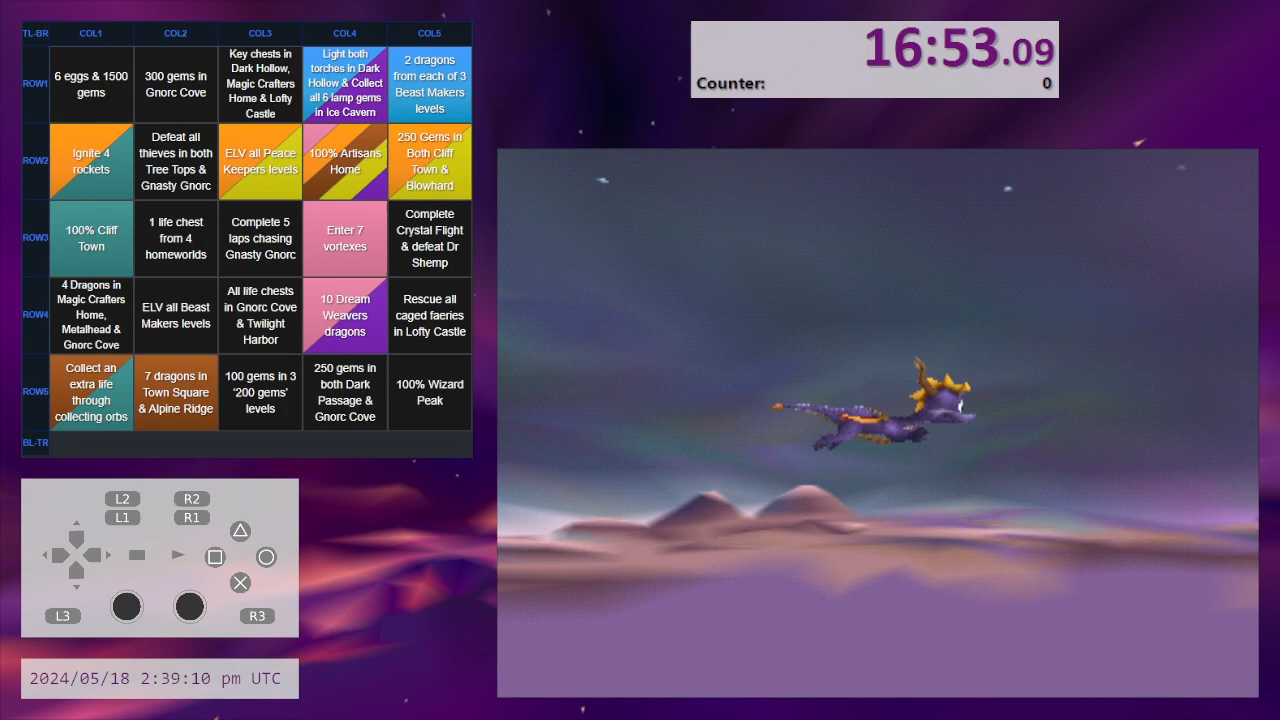 TL-BR COL1 COL2 COL3 COL4 COL5
ROW1
6 eggs & 1500
gems
300 gems in
Gnorc Cove
Key chests in
Dark Hollow,
Magic Crafters
Home & Lofty
Castle
Light both
torches in Dark
Hollow & Collect
all 6 lamp gems
in Ice Cavern
2 dragons
from each of 3
Beast Makers
levels
ROW2
Ignite 4
rockets
Defeat all
thieves in both
Tree Tops &
Gnasty Gnorc
ELV all Peace
Keepers levels
100% Artisans
Home
250 Gems in
Both Cliff
Town &
Blowhard
ROW3
100% Cliff
Town
1 life chest
from 4
homeworlds
Complete 5
laps chasing
Gnasty Gnorc
Enter 7
vortexes
Complete
Crystal Flight
& defeat Dr
Shemp
ROW4
4 Dragons in
Magic Crafters
Home,
Metalhead &
Gnorc Cove
ELV all Beast
Makers levels
All life chests
in Gnorc Cove
& Twilight
Harbor
10 Dream
Weavers
dragons
Rescue all
caged faeries
in Lofty Castle
ROW5
Collect an
extra life
through
collecting orbs
7 dragons in
Town Square
& Alpine Ridge
100 gems in 3
'200 gems'
levels
250 gems in
both Dark
Passage &
Gnorc Cove
100% Wizard
Peak
BL-TR
16:53.09
Counter: 0
L2 R2
L1 R1
L3 R3
2024/05/18 2:39:10 pm UTC